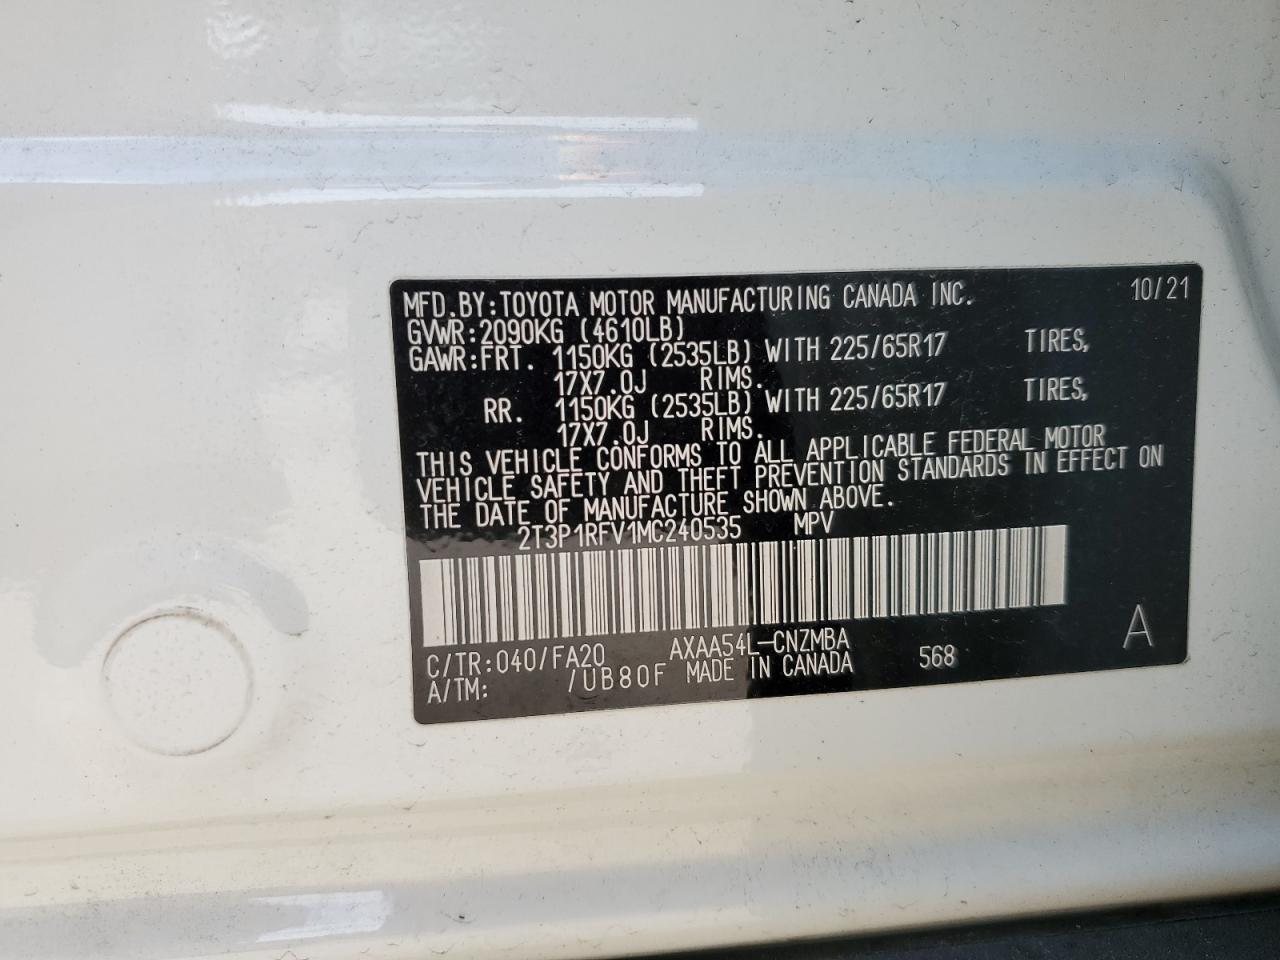 MFD.BY:TOYOTA MOTOR MANUFACTURING CANADA INC. 10/21
GVWR:2090KG (4610LB)
GAWR:FRT. 1150KG (2535LB) WITH 225/65R17 TIRES,
17X7.0J RIMS.
RR. 1150KG (2535LB) WITH 225/65R17 TIRES,
17X7.0J RIMS.
THIS VEHICLE CONFORMS TO ALL APPLICABLE FEDERAL MOTOR
VEHICLE SAFETY AND THEFT PREVENTION STANDARDS IN EFFECT ON
THE DATE OF MANUFACTURE SHOWN ABOVE.
2T3P1RFV1MC240535 MPV
C/TR:040/FA20 AXAA54L-CNZMBA 568 A
A/TM: /UB80F MADE IN CANADA